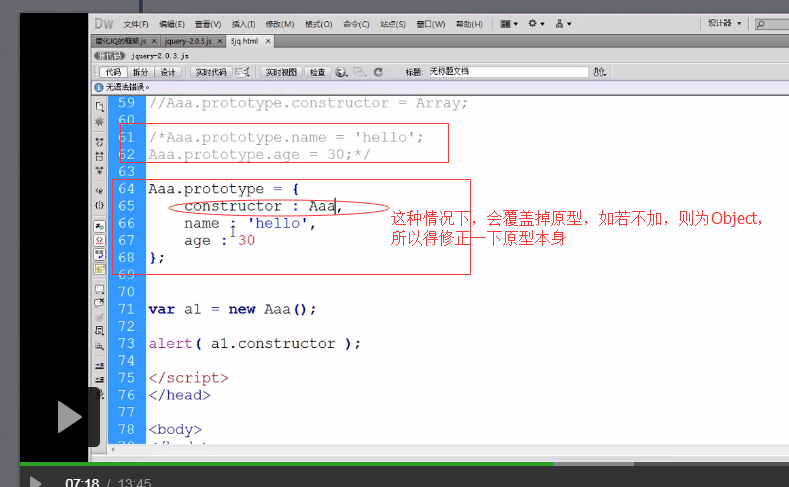 Dw 文件(F) 编辑(E) 查看(V) 插入(I) 修改(M) 格式(O) 命令(C) 站点(S) 窗口(W) 帮助(H) 设计器
简化JQ的框架.js × jquery-2.0.3.js × 5jq.html ×
源代码 jquery-2.0.3.js
代码 拆分 设计 实时代码 实时视图 检查 标题: 无标题文档
无语法错误。
59 //Aaa.prototype.constructor = Array;
60
61 /*Aaa.prototype.name = 'hello';
62 Aaa.prototype.age = 30;*/
63
64 Aaa.prototype = {
65 constructor : Aaa,
66 name : 'hello',
67 age : 30
68 };
这种情况下，会覆盖掉原型，如若不加，则为Object，
所以得修正一下原型本身
69
70
71 var a1 = new Aaa();
72
73 alert( a1.constructor );
74
75 </script>
76 </head>
77
78 <body>
07:18 / 13:45